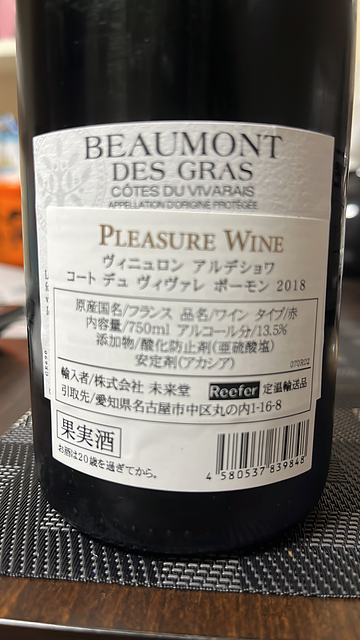 BEAUMONT
DES GRAS
CÔTES DU VIVARAIS
APPELLATION D'ORIGINE PROTÉGÉE
PLEASURE WINE
ヴィニュロン アルデショワ
コート デュ ヴィヴァレ ボーモン 2018
原産国名/フランス 品名/ワイン タイプ/赤
内容量/750ml アルコール分/13.5%
添加物/酸化防止剤(亜硫酸塩)
安定剤(アカシア)
070R02
輸入者/株式会社 未来堂 Reefer 定温輸送品
引取先/愛知県名古屋市中区丸の内1-16-8
果実酒
お酒は20歳を過ぎてから。
4 580537 839848